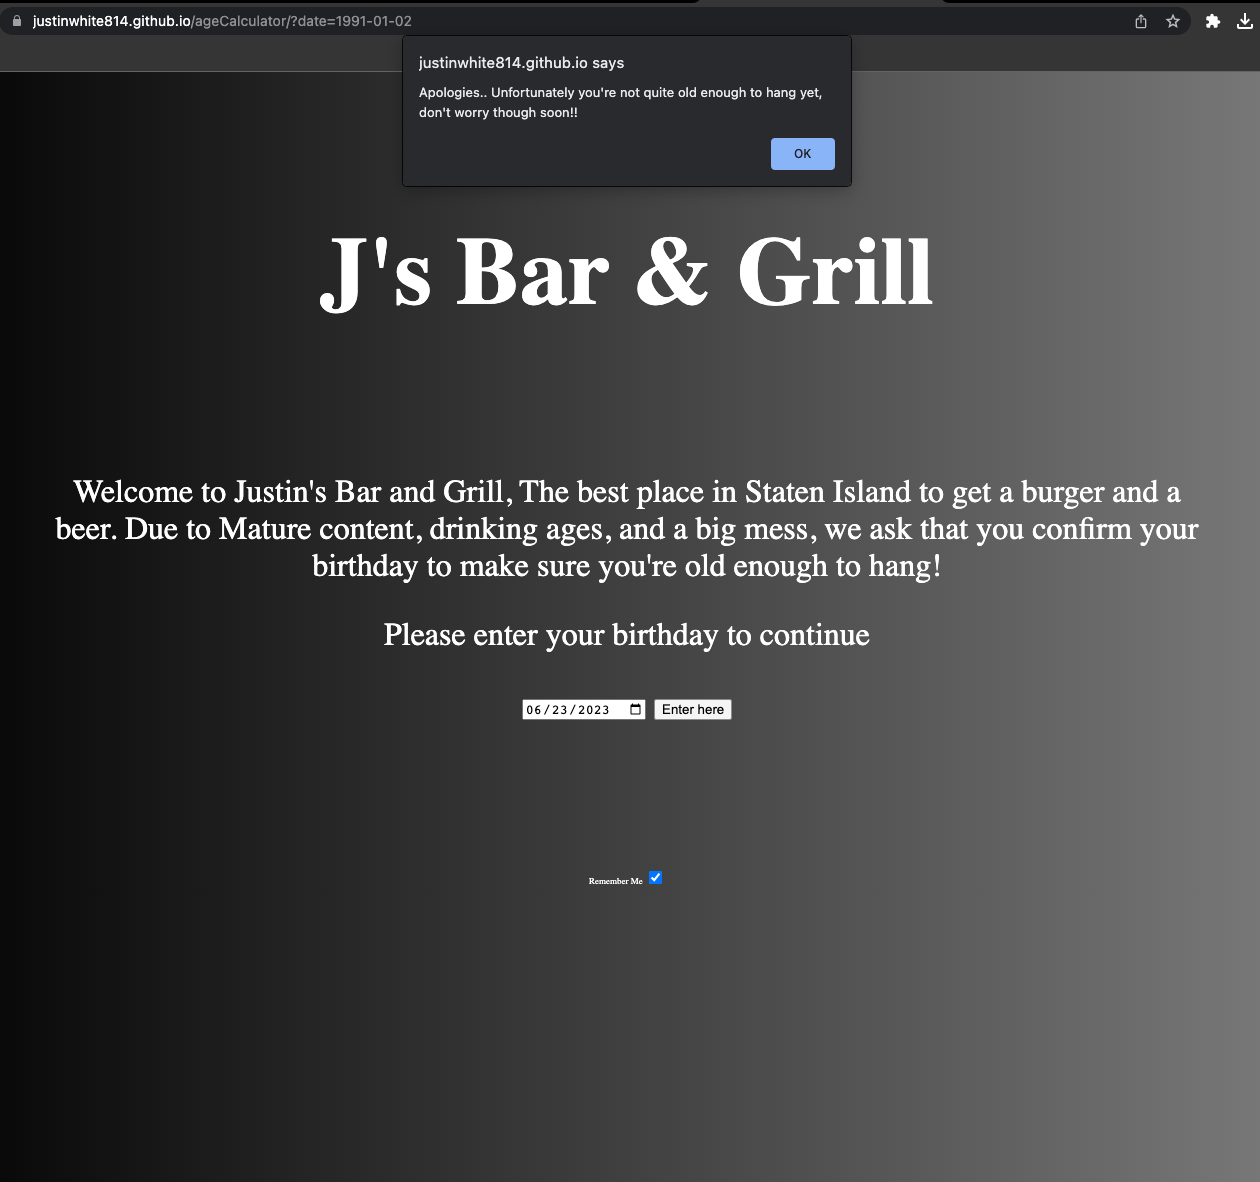 justinwhite814.github.io/ageCalculator/?date=1991-01-02
justinwhite814.github.io says
Apologies.. Unfortunately you're not quite old enough to hang yet,
don't worry though soon!!
OK
J's Bar & Grill
Welcome to Justin's Bar and Grill, The best place in Staten Island to get a burger and a
beer. Due to Mature content, drinking ages, and a big mess, we ask that you confirm your
birthday to make sure you're old enough to hang!
Please enter your birthday to continue
06/23/2023 Enter here
Remember Me